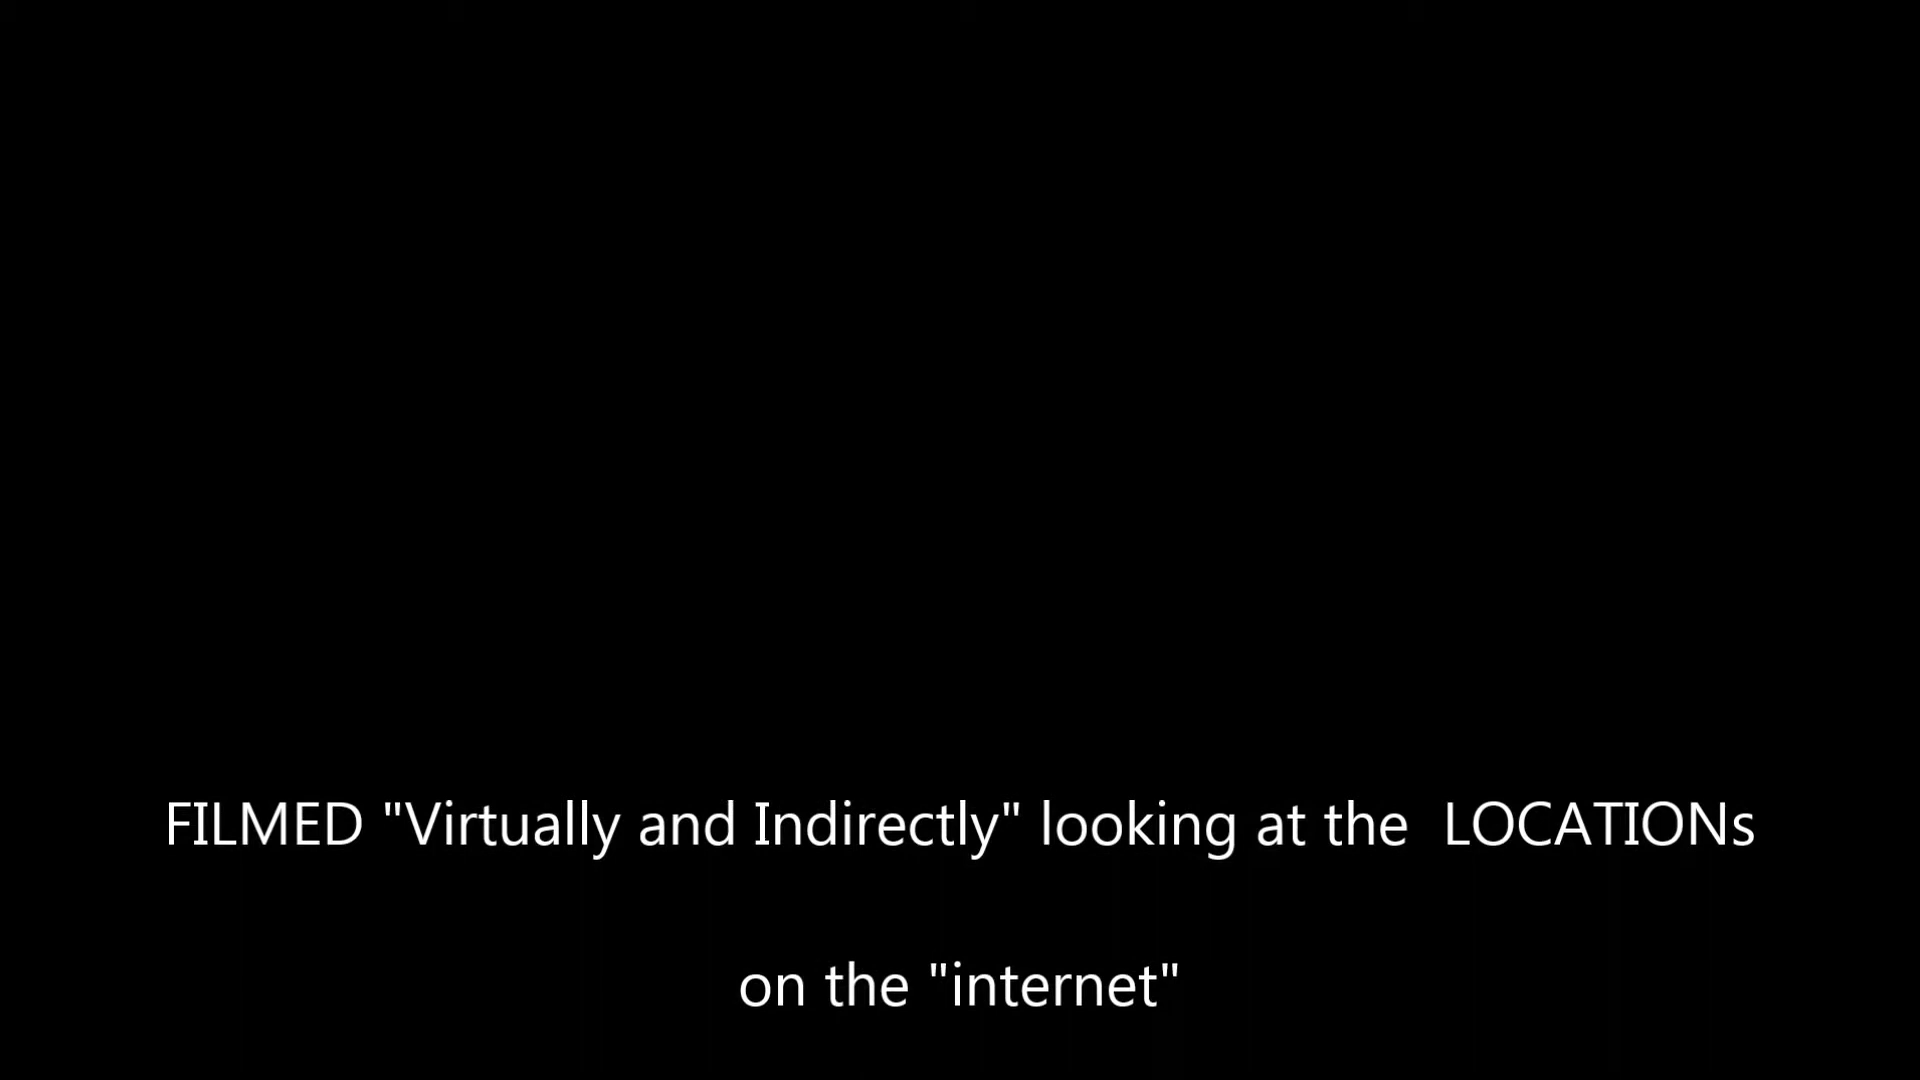 FILMED "Virtually and Indirectly" looking at the  LOCATIONs
on the "internet"